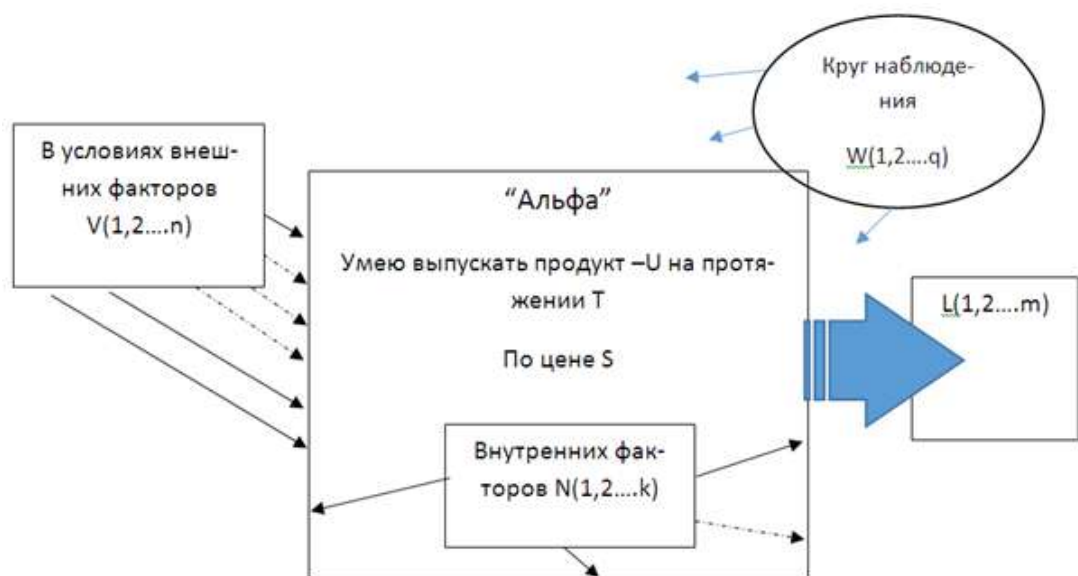 Круг наблюде-
ния
W(1,2....q)
В условиях внеш-
них факторов
V(1,2....n)
“Альфа”
Умею выпускать продукт –U на протя-
жении T
По цене S
L(1,2....m)
Внутренних фак-
торов N(1,2....k)